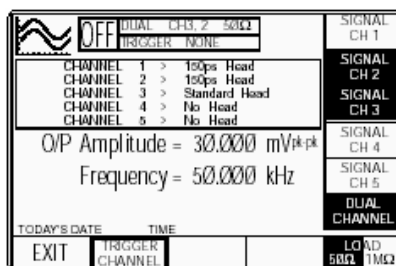 OFF
DUAL CH3, 2 50Ω
TRIGGER NONE
CHANNEL 1 > 150ps Head
CHANNEL 2 > 150ps Head
CHANNEL 3 > Standard Head
CHANNEL 4 > No Head
CHANNEL 5 > No Head
O/P Amplitude = 30.000 mVpk-pk
Frequency = 50.000 kHz
TODAY'S DATE TIME
EXIT
TRIGGER
CHANNEL
SIGNAL
CH 1
SIGNAL
CH 2
SIGNAL
CH 3
SIGNAL
CH 4
SIGNAL
CH 5
DUAL
CHANNEL
LOAD
50Ω 1MΩ